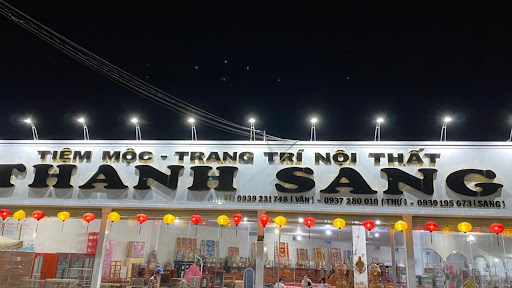 TIỆM MỘC - TRANG TRÍ NỘI THẤT
THANH SANG
ĐT: 0939 231 748 ( VÂN ) - 0937 280 010 ( THƯ ) - 0939 195 673 ( SANG )